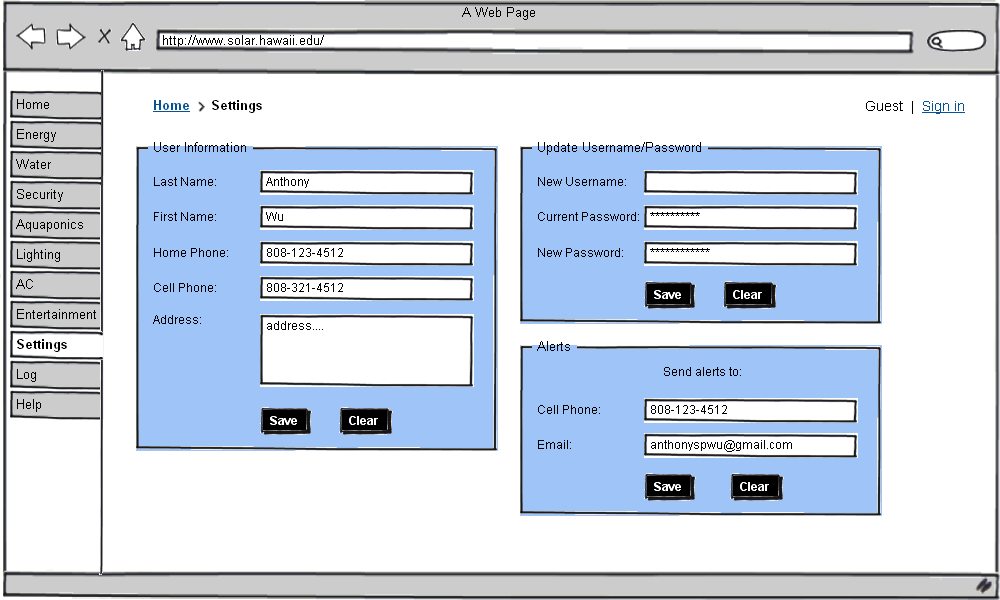 A Web Page
http://www.solar.hawaii.edu/
Home
Energy
Water
Security
Aquaponics
Lighting
AC
Entertainment
Settings
Log
Help
Home > Settings
Guest | Sign in
User Information
Last Name: Anthony
First Name: Wu
Home Phone: 808-123-4512
Cell Phone: 808-321-4512
Address: address....
Save Clear
Update Username/Password
New Username:
Current Password: **********
New Password: ************
Save Clear
Alerts
Send alerts to:
Cell Phone: 808-123-4512
Email: anthonyspwu@gmail.com
Save Clear